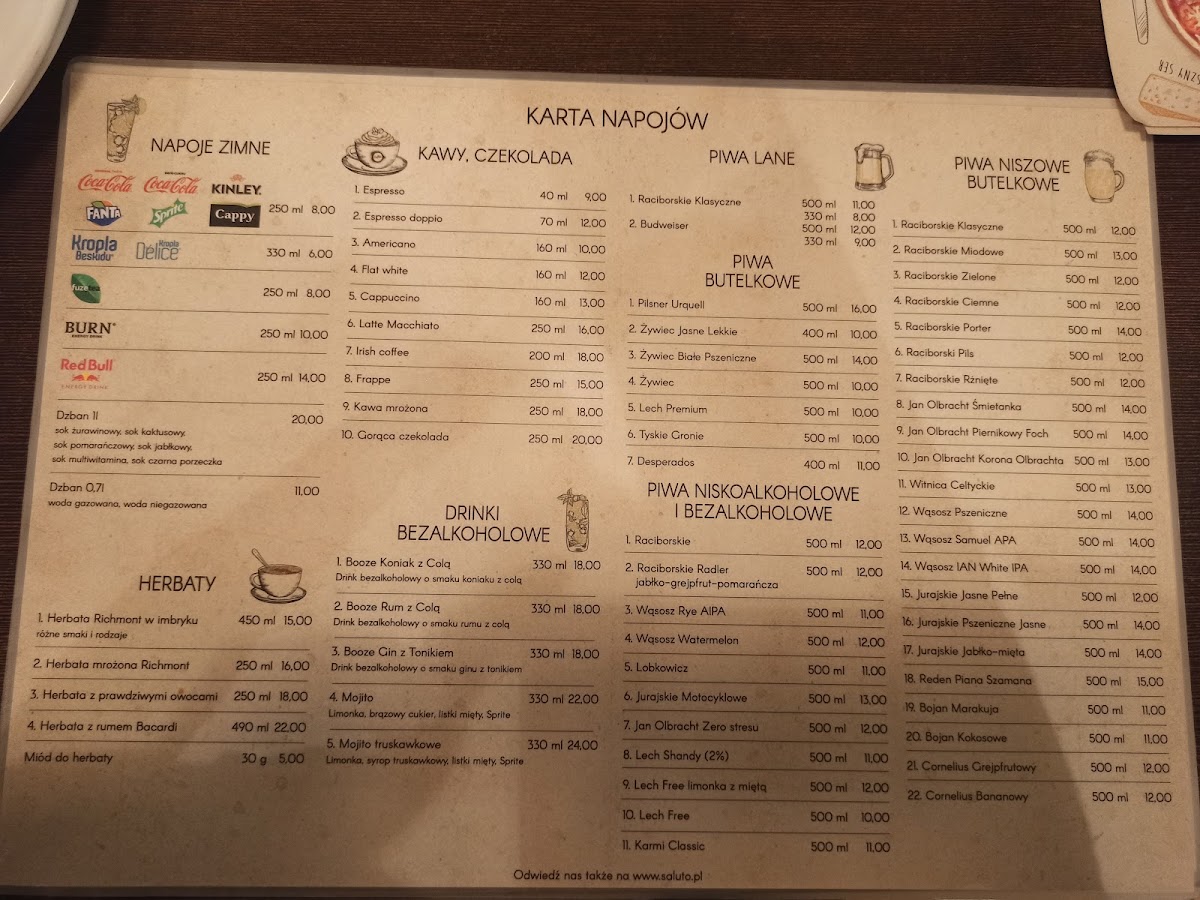 KARTA NAPOJÓW
NAPOJE ZIMNE
Coca-Cola Coca-Cola KINLEY
FANTA Sprite Cappy 250 ml 8,00
Kropla Beskidu Kropla Délice 330 ml 6,00
fuzetea 250 ml 8,00
BURN ENERGY DRINK 250 ml 10,00
Red Bull ENERGY DRINK 250 ml 14,00
Dzban 1l 20,00
sok żurawinowy, sok kaktusowy,
sok pomarańczowy, sok jabłkowy,
sok multiwitamina, sok czarna porzeczka
Dzban 0,7l 11,00
woda gazowana, woda niegazowana
HERBATY
1. Herbata Richmont w imbryku 450 ml 15,00
różne smaki i rodzaje
2. Herbata mrożona Richmont 250 ml 16,00
3. Herbata z prawdziwymi owocami 250 ml 18,00
4. Herbata z rumem Bacardi 490 ml 22,00
Miód do herbaty 30 g 5,00
KAWY, CZEKOLADA
1. Espresso 40 ml 9,00
2. Espresso doppio 70 ml 12,00
3. Americano 160 ml 10,00
4. Flat white 160 ml 12,00
5. Cappuccino 160 ml 13,00
6. Latte Macchiato 250 ml 16,00
7. Irish coffee 200 ml 18,00
8. Frappe 250 ml 15,00
9. Kawa mrożona 250 ml 18,00
10. Gorąca czekolada 250 ml 20,00
DRINKI
BEZALKOHOLOWE
1. Booze Koniak z Colą 330 ml 18,00
Drink bezalkoholowy o smaku koniaku z colą
2. Booze Rum z Colą 330 ml 18,00
Drink bezalkoholowy o smaku rumu z colą
3. Booze Gin z Tonikiem 330 ml 18,00
Drink bezalkoholowy o smaku ginu z tonikiem
4. Mojito 330 ml 22,00
Limonka, brązowy cukier, listki mięty, Sprite
5. Mojito truskawkowe 330 ml 24,00
Limonka, syrop truskawkowy, listki mięty, Sprite
PIWA LANE
1. Raciborskie Klasyczne 500 ml 11,00
330 ml 8,00
2. Budweiser 500 ml 12,00
330 ml 9,00
PIWA
BUTELKOWE
1. Pilsner Urquell 500 ml 16,00
2. Żywiec Jasne Lekkie 400 ml 10,00
3. Żywiec Białe Pszeniczne 500 ml 14,00
4. Żywiec 500 ml 10,00
5. Lech Premium 500 ml 10,00
6. Tyskie Gronie 500 ml 10,00
7. Desperados 400 ml 11,00
PIWA NISKOALKOHOLOWE
I BEZALKOHOLOWE
1. Raciborskie 500 ml 12,00
2. Raciborskie Radler 500 ml 12,00
jabłko-grejpfrut-pomarańcza
3. Wąsosz Rye AIPA 500 ml 11,00
4. Wąsosz Watermelon 500 ml 12,00
5. Lobkowicz 500 ml 11,00
6. Jurajskie Motocyklowe 500 ml 13,00
7. Jan Olbracht Zero stresu 500 ml 12,00
8. Lech Shandy (2%) 500 ml 11,00
9. Lech Free limonka z miętą 500 ml 12,00
10. Lech Free 500 ml 10,00
11. Karmi Classic 500 ml 11,00
PIWA NISZOWE
BUTELKOWE
1. Raciborskie Klasyczne 500 ml 12,00
2. Raciborskie Miodowe 500 ml 13,00
3. Raciborskie Zielone 500 ml 12,00
4. Raciborskie Ciemne 500 ml 12,00
5. Raciborskie Porter 500 ml 14,00
6. Raciborski Pils 500 ml 12,00
7. Raciborskie Rżnięte 500 ml 12,00
8. Jan Olbracht Śmietanka 500 ml 14,00
9. Jan Olbracht Piernikowy Foch 500 ml 14,00
10. Jan Olbracht Korona Olbrachta 500 ml 13,00
11. Witnica Celtyckie 500 ml 13,00
12. Wąsosz Pszeniczne 500 ml 14,00
13. Wąsosz Samuel APA 500 ml 14,00
14. Wąsosz IAN White IPA 500 ml 14,00
15. Jurajskie Jasne Pełne 500 ml 12,00
16. Jurajskie Pszeniczne Jasne 500 ml 14,00
17. Jurajskie Jabłko-mięta 500 ml 14,00
18. Reden Piana Szamana 500 ml 15,00
19. Bojan Marakuja 500 ml 11,00
20. Bojan Kokosowe 500 ml 11,00
21. Cornelius Grejpfrutowy 500 ml 12,00
22. Cornelius Bananowy 500 ml 12,00
Odwiedź nas także na www.saluto.pl
SER